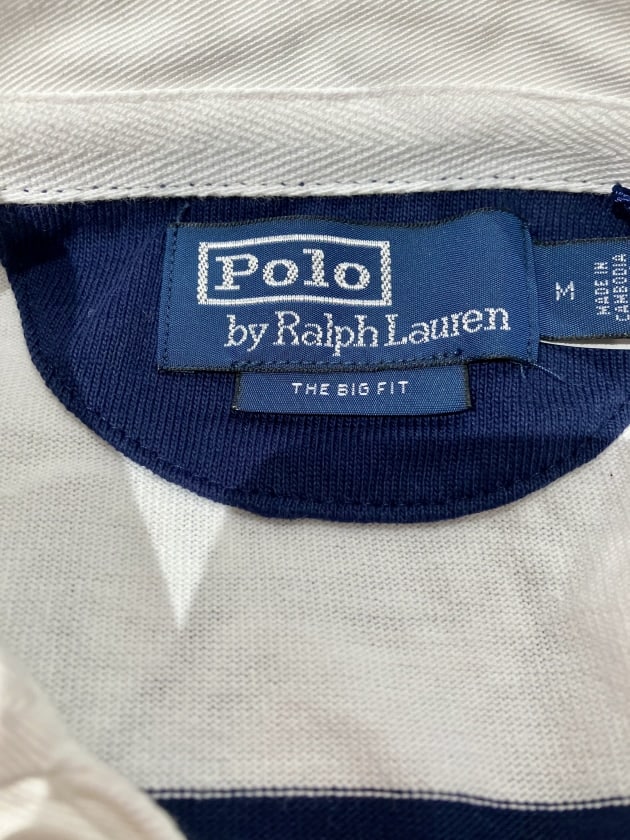 Polo
by Ralph Lauren
THE BIG FIT
M
MADE IN
CAMBODIA